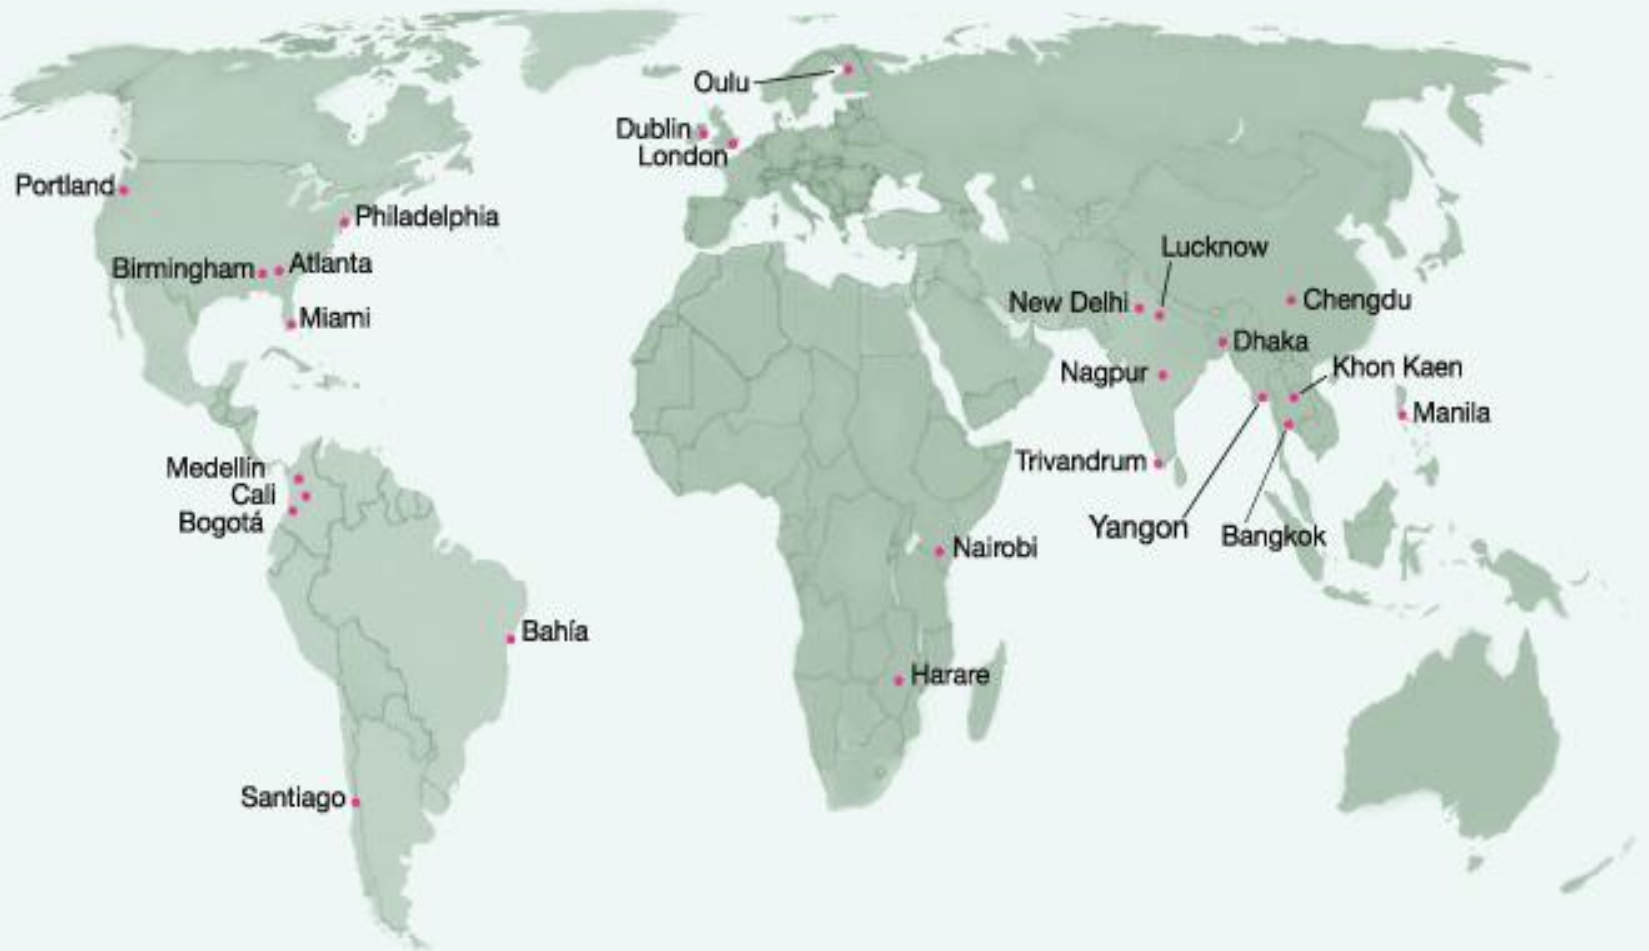 Oulu
Dublin
London
Portland
Philadelphia
Birmingham
Atlanta
Miami
Lucknow
New Delhi
Chengdu
Dhaka
Nagpur
Khon Kaen
Manila
Trivandrum
Yangon
Bangkok
Medellín
Cali
Bogotá
Nairobi
Bahía
Harare
Santiago